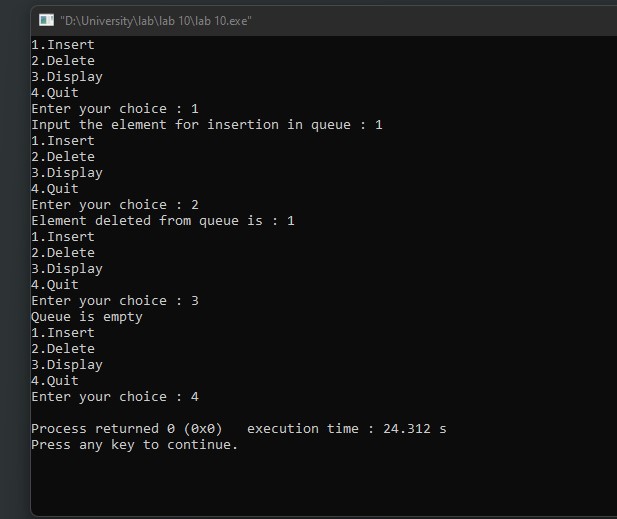 "D:\University\lab\lab 10\lab 10.exe"
1.Insert
2.Delete
3.Display
4.Quit
Enter your choice : 1
Input the element for insertion in queue : 1
1.Insert
2.Delete
3.Display
4.Quit
Enter your choice : 2
Element deleted from queue is : 1
1.Insert
2.Delete
3.Display
4.Quit
Enter your choice : 3
Queue is empty
1.Insert
2.Delete
3.Display
4.Quit
Enter your choice : 4
Process returned 0 (0x0)   execution time : 24.312 s
Press any key to continue.